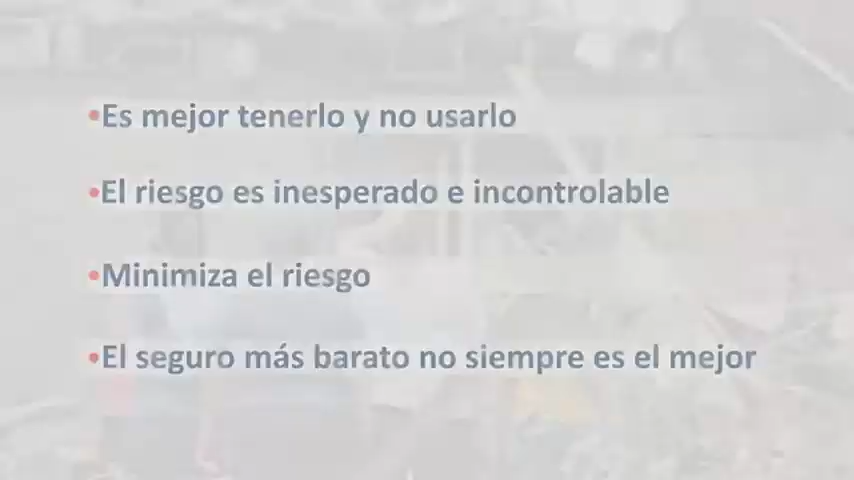 •Es mejor tenerlo y no usarlo
•El riesgo es inesperado e incontrolable
•Minimiza el riesgo
•El seguro más barato no siempre es el mejor